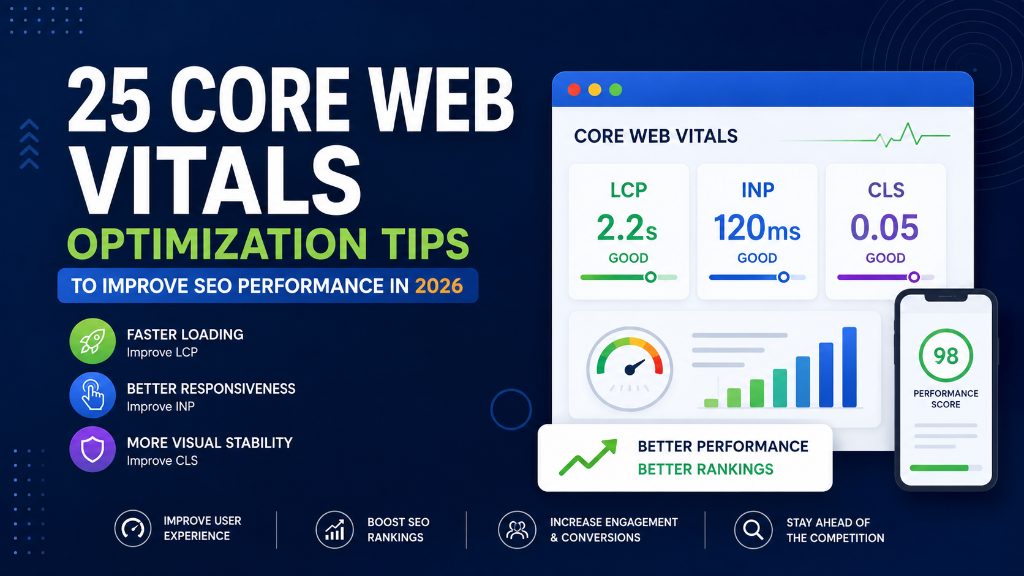 25 CORE WEB
VITALS
OPTIMIZATION TIPS
TO IMPROVE SEO PERFORMANCE IN 2026
FASTER LOADING
Improve LCP
BETTER RESPONSIVENESS
Improve INP
MORE VISUAL STABILITY
Improve CLS
CORE WEB VITALS
LCP
2.2s
GOOD
INP
120ms
GOOD
CLS
0.05
GOOD
98
PERFORMANCE
SCORE
BETTER PERFORMANCE
BETTER RANKINGS
IMPROVE USER
EXPERIENCE
BOOST SEO
RANKINGS
INCREASE ENGAGEMENT
& CONVERSIONS
STAY AHEAD OF
THE COMPETITION